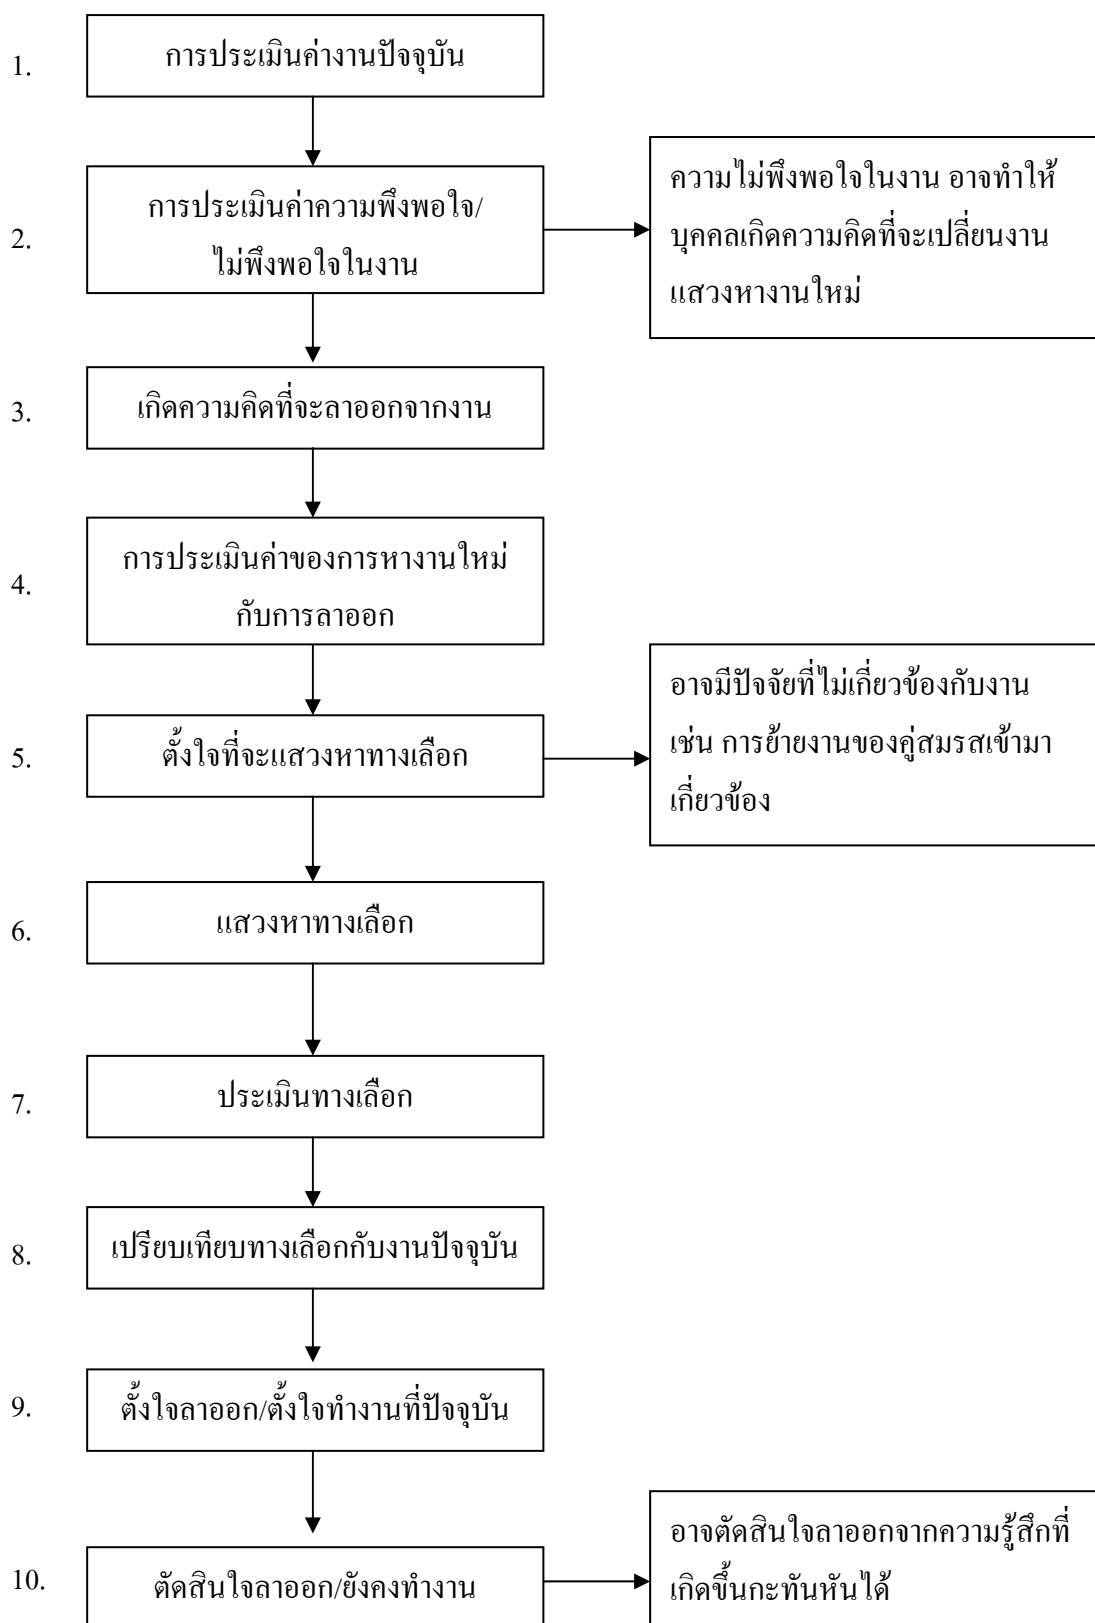 1.
การประเมินค่างานปัจจุบัน
2.
การประเมินค่าความพึงพอใจ/
ไม่พึงพอใจในงาน
ความไม่พึงพอใจในงาน อาจทำให้
บุคคลเกิดความคิดที่จะเปลี่ยนงาน
แสวงหางานใหม่
3.
เกิดความคิดที่จะลาออกจากงาน
4.
การประเมินค่าของการหางานใหม่
กับการลาออก
5.
ตั้งใจที่จะแสวงหาทางเลือก
อาจมีปัจจัยที่ไม่เกี่ยวข้องกับงาน
เช่น การย้ายงานของคู่สมรสเข้ามา
เกี่ยวข้อง
6.
แสวงหาทางเลือก
7.
ประเมินทางเลือก
8.
เปรียบเทียบทางเลือกกับงานปัจจุบัน
9.
ตั้งใจลาออก/ตั้งใจทำงานที่ปัจจุบัน
10.
ตัดสินใจลาออก/ยังคงทำงาน
อาจตัดสินใจลาออกจากความรู้สึกที่
เกิดขึ้นกะทันหันได้